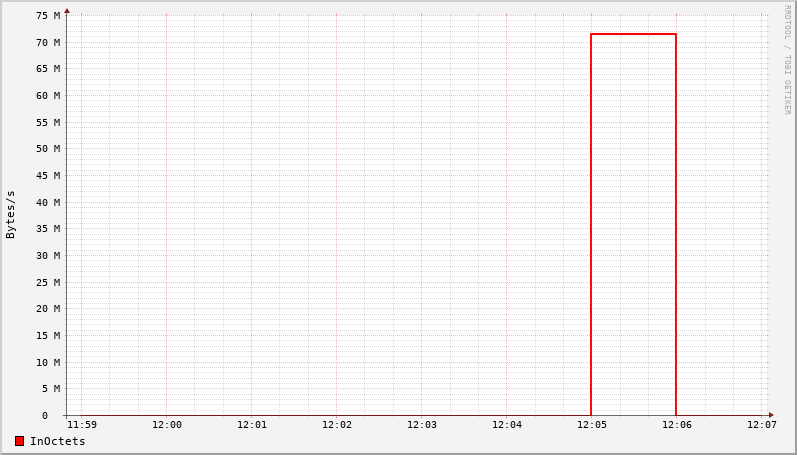 75 M
70 M
65 M
60 M
55 M
50 M
45 M
40 M
35 M
30 M
25 M
20 M
15 M
10 M
5 M
0
Bytes/s
11:59 12:00 12:01 12:02 12:03 12:04 12:05 12:06 12:07
InOctets
RRDTOOL / TOBI OETIKER